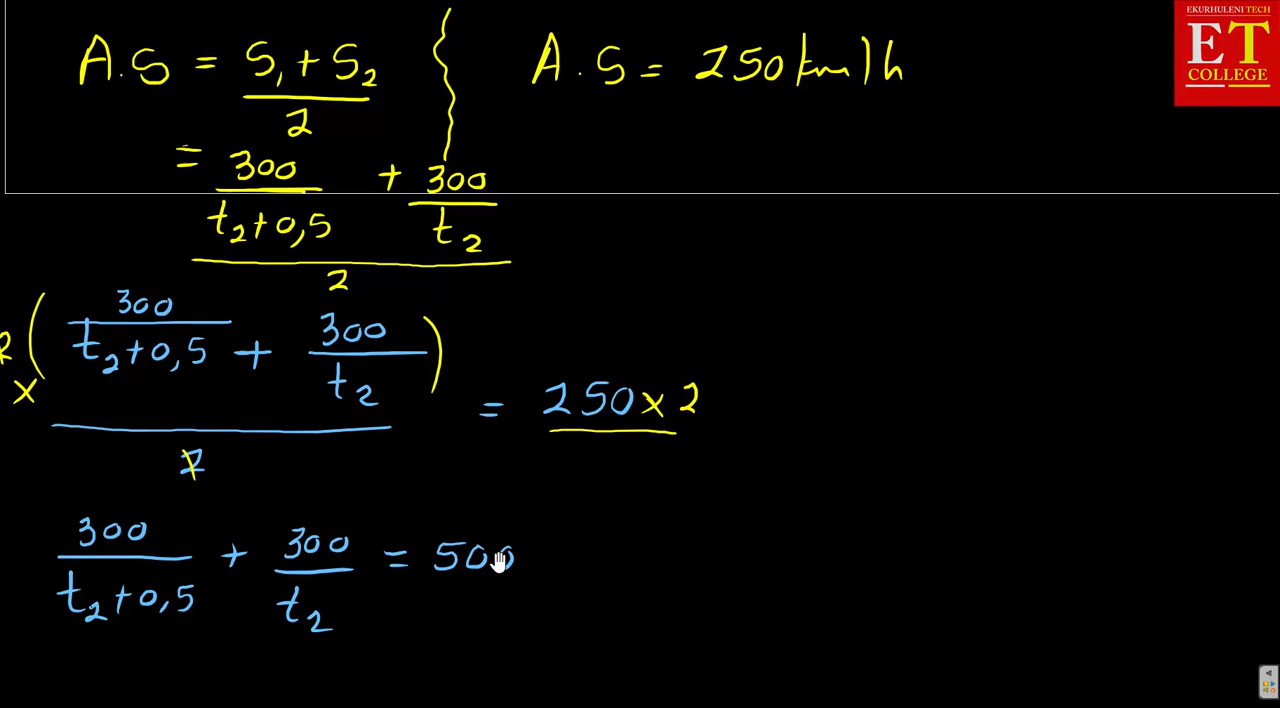 EKURHULENI TECH
ET
COLLEGE
A.S = S₁ + S₂ / 2
A.S = 250 km/h
= 300 / t₂+0,5 + 300 / t₂ / 2
( 300 / t₂+0,5 + 300 / t₂ ) / 2 = 250 x 2
x
300 / t₂+0,5 + 300 / t₂ = 500